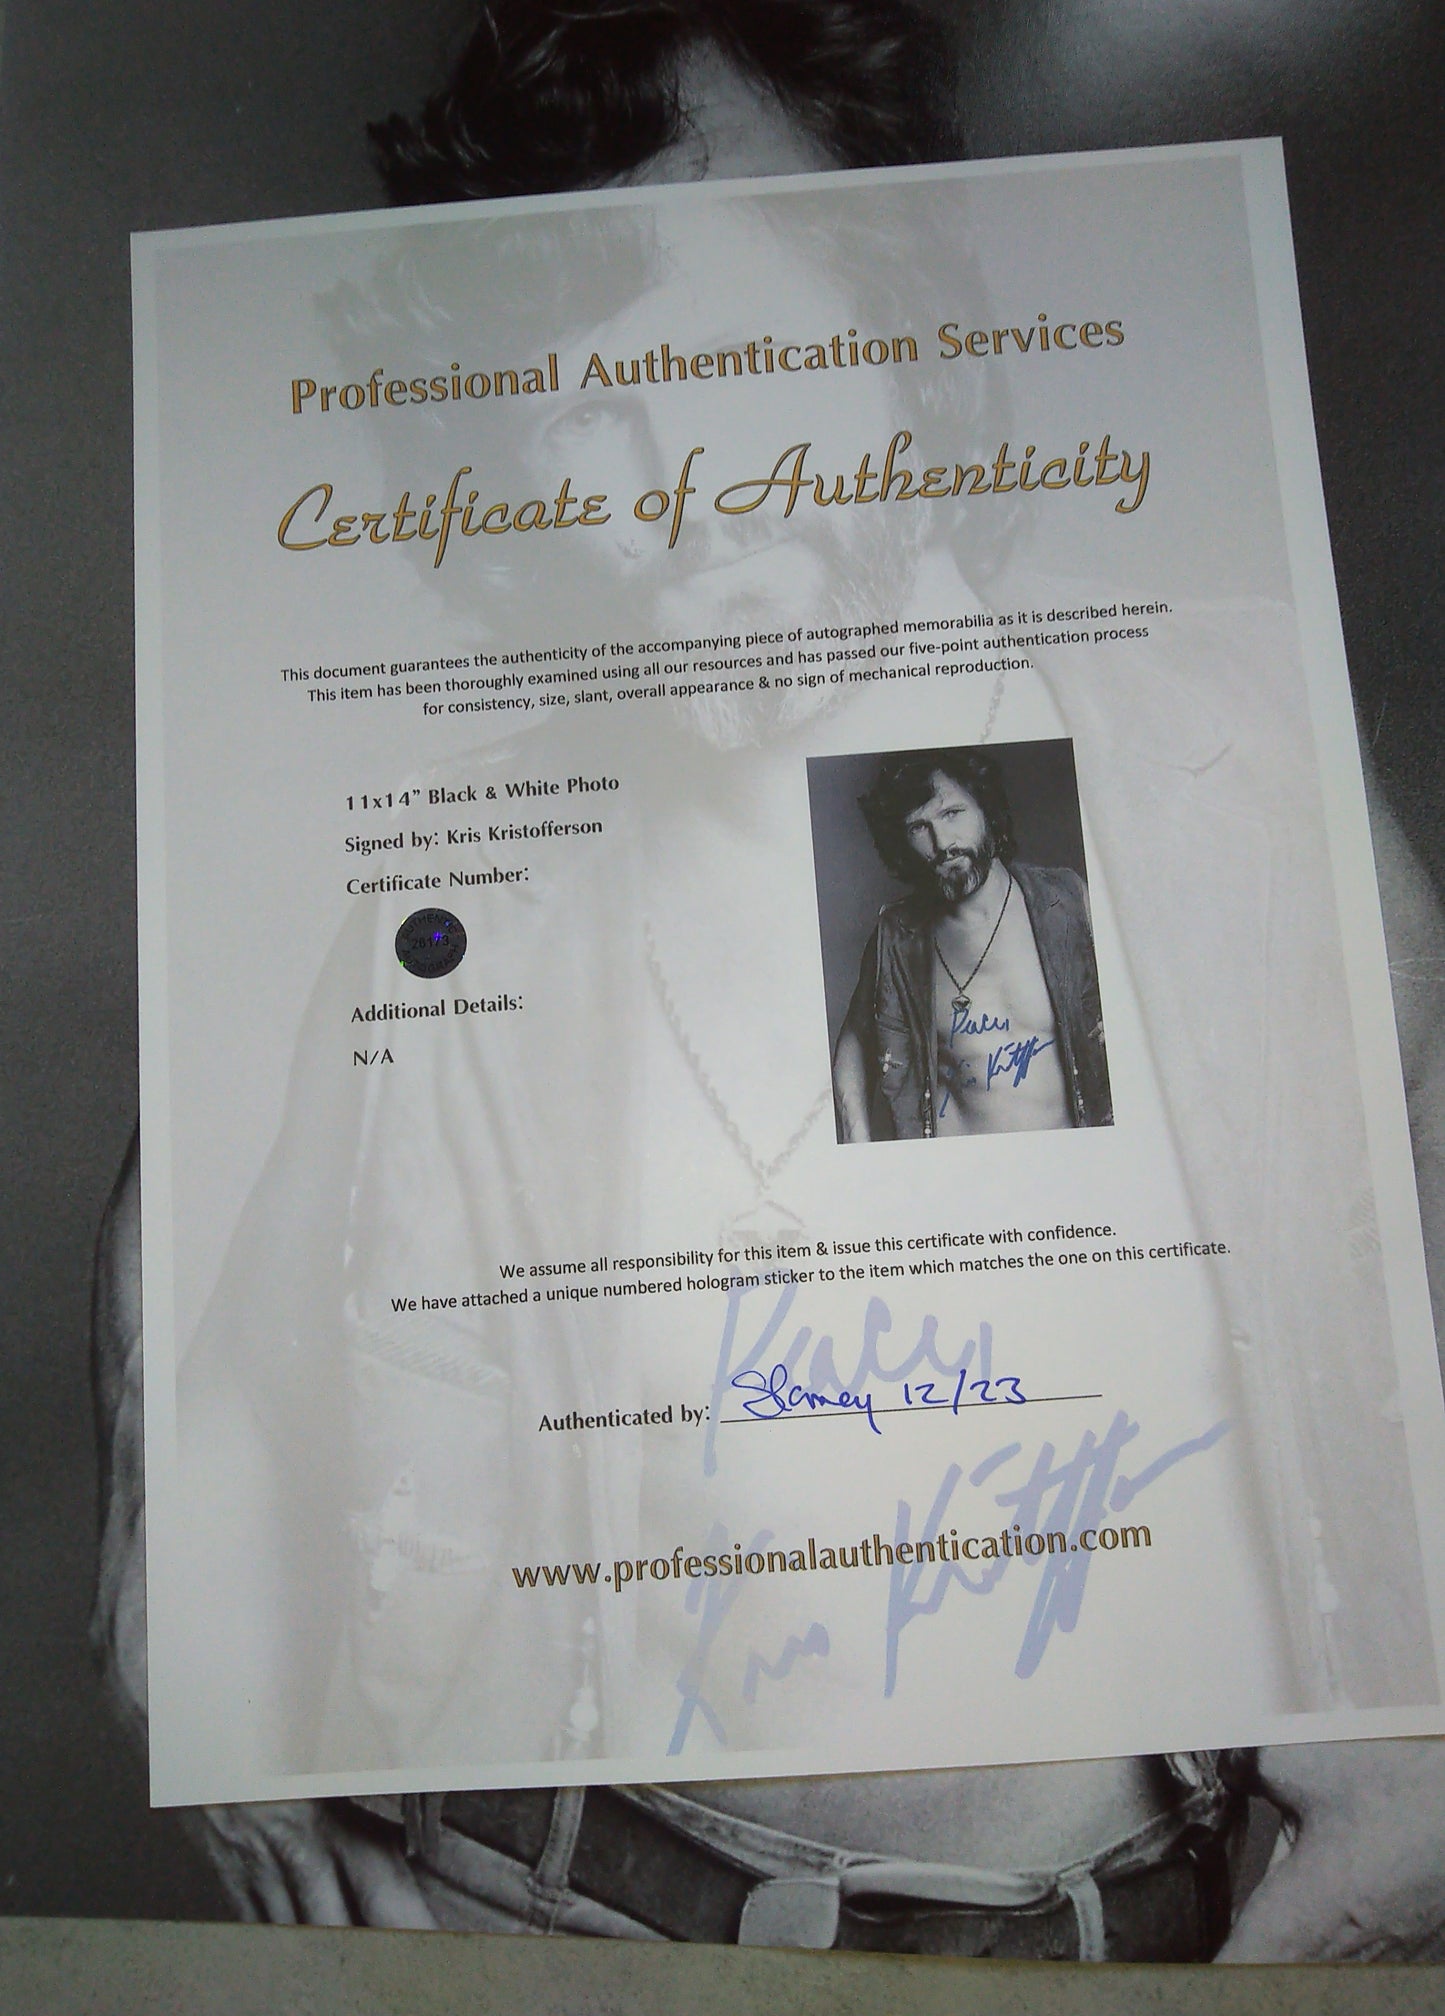 Professional Authentication Services
Certificate of Authenticity
This document guarantees the authenticity of the accompanying piece of autographed memorabilia as it is described herein.
This item has been thoroughly examined using all our resources and has passed our five-point authentication process
for consistency, size, slant, overall appearance & no sign of mechanical reproduction.
11x14” Black & White Photo
Signed by: Kris Kristofferson
Certificate Number:
AUTHENTIC
26173
AUTOGRAPH
Additional Details:
N/A
We assume all responsibility for this item & issue this certificate with confidence.
We have attached a unique numbered hologram sticker to the item which matches the one on this certificate.
Authenticated by: 12/23
www.professionalauthentication.com